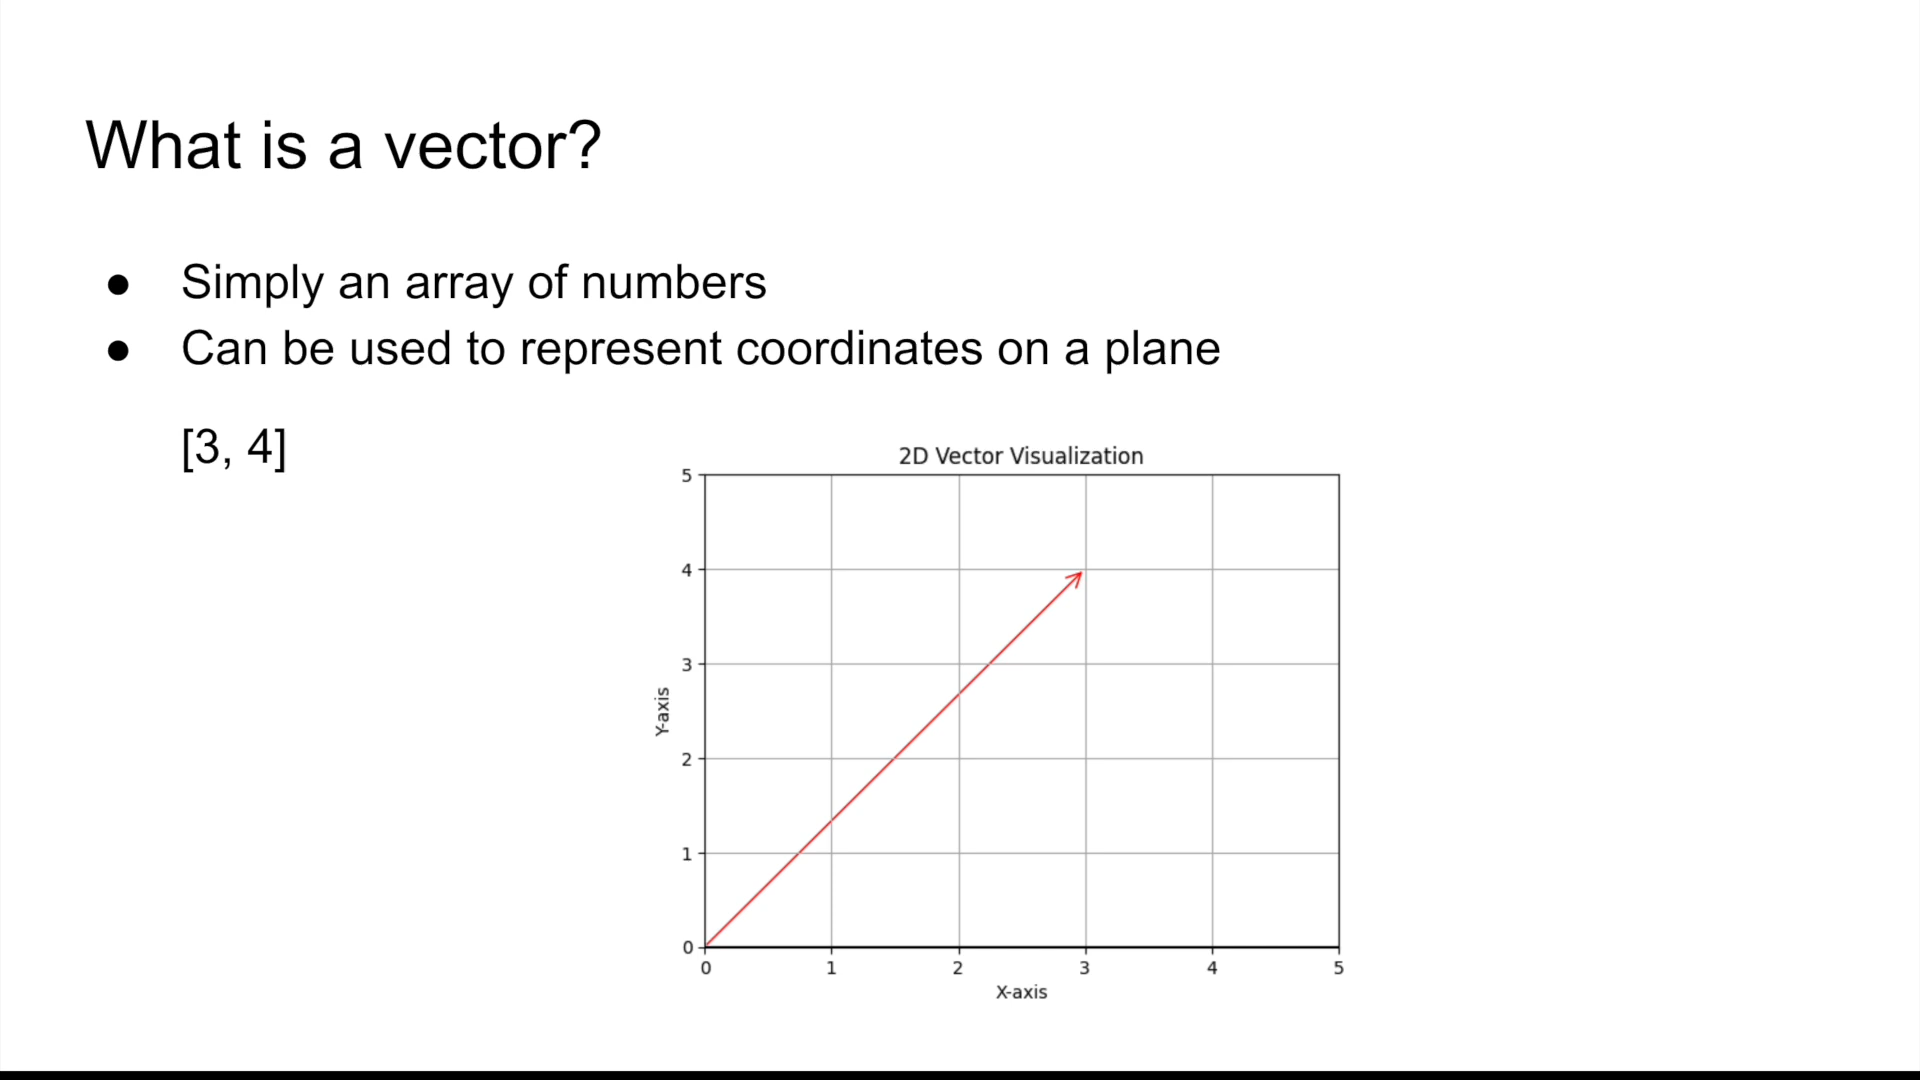 What is a vector?
● Simply an array of numbers
● Can be used to represent coordinates on a plane
[3, 4]
2D Vector Visualization
5
4
3
2
1
0
Y-axis
0 1 2 3 4 5
X-axis